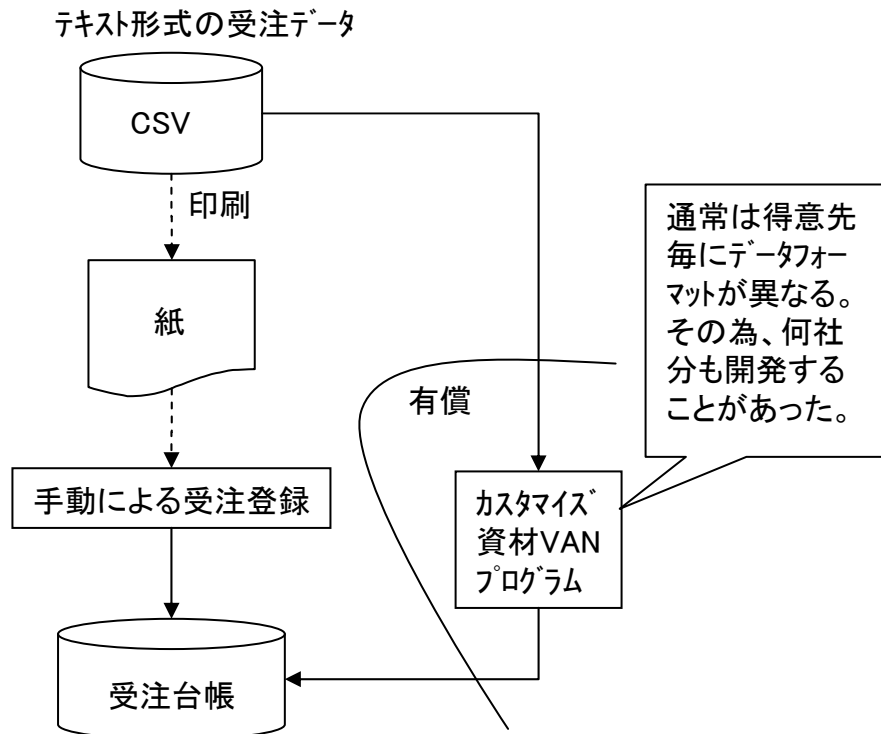 テキスト形式の受注データ
CSV
印刷
紙
手動による受注登録
受注台帳
有償
カスタマイズ
資材VAN
プログラム
通常は得意先
毎にデータフォー
マットが異なる。
その為、何社
分も開発する
ことがあった。